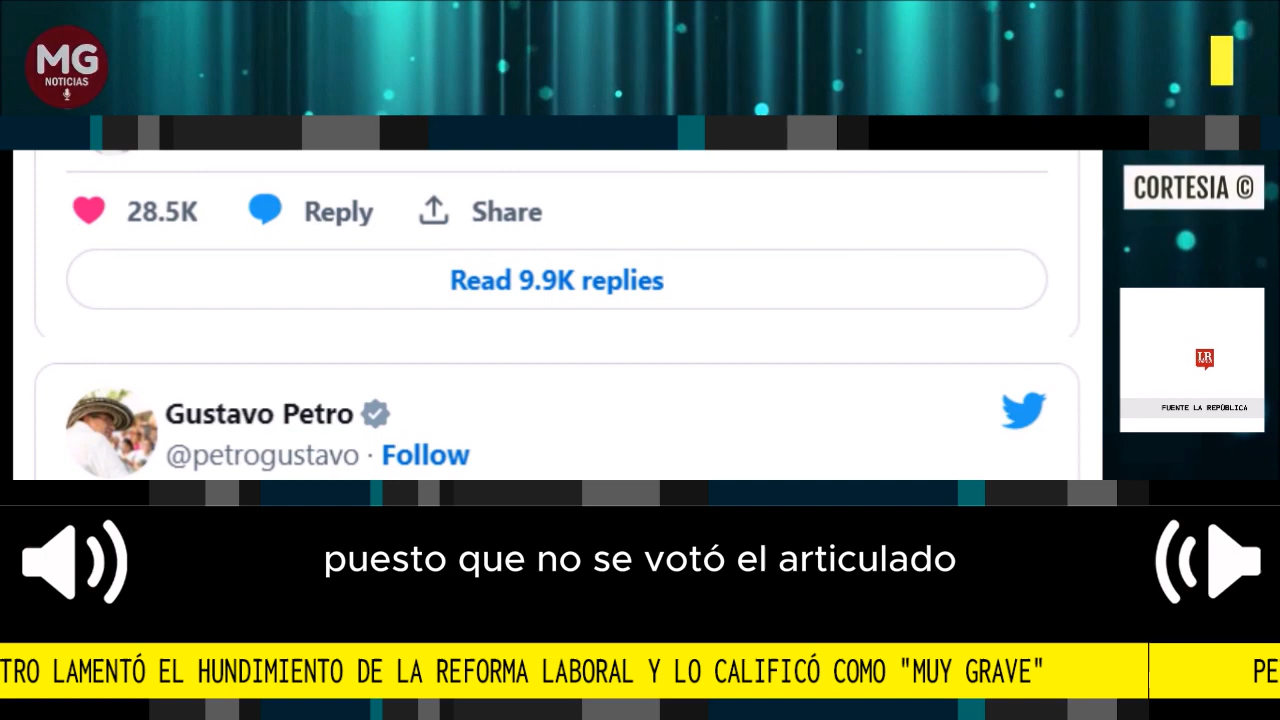 MG
NOTICIAS
CORTESIA ©
28.5K Reply Share
Read 9.9K replies
LR
FUENTE LA REPÚBLICA
Gustavo Petro
@petrogustavo · Follow
puesto que no se votó el articulado
TRO LAMENTÓ EL HUNDIMIENTO DE LA REFORMA LABORAL Y LO CALIFICÓ COMO "MUY GRAVE" PE